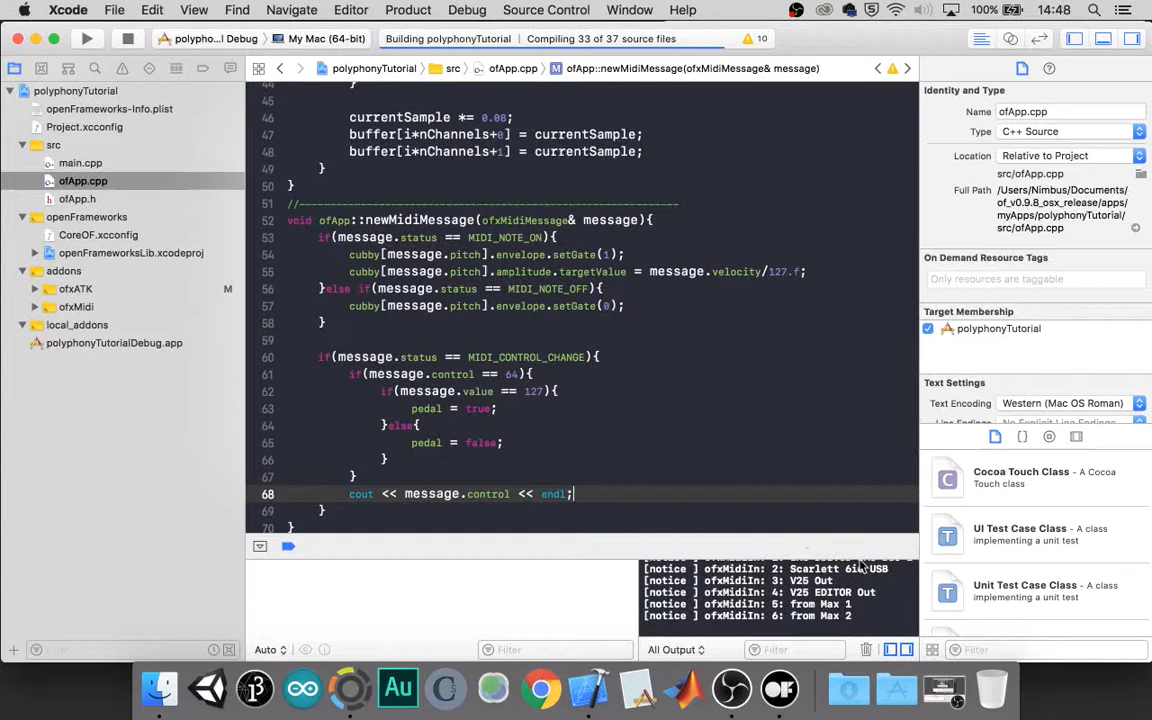 Xcode File Edit View Find Navigate Editor Product Debug Source Control Window Help 100% 14:48
polypho...l Debug My Mac (64-bit) Building polyphonyTutorial Compiling 33 of 37 source files 10
polyphonyTutorial src ofApp.cpp ofApp::newMidiMessage(ofxMidiMessage& message)
polyphonyTutorial
openFrameworks-Info.plist
Project.xcconfig
src
main.cpp
ofApp.cpp
ofApp.h
openFrameworks
CoreOF.xcconfig
openFrameworksLib.xcodeproj
addons
ofxATK M
ofxMidi
local_addons
polyphonyTutorialDebug.app
Filter
44 }
45
46 currentSample *= 0.08;
47 buffer[i*nChannels+0] = currentSample;
48 buffer[i*nChannels+1] = currentSample;
49 }
50 }
51 //--------------------------------------------------------------
52 void ofApp::newMidiMessage(ofxMidiMessage& message){
53 if(message.status == MIDI_NOTE_ON){
54 cubby[message.pitch].envelope.setGate(1);
55 cubby[message.pitch].amplitude.targetValue = message.velocity/127.f;
56 }else if(message.status == MIDI_NOTE_OFF){
57 cubby[message.pitch].envelope.setGate(0);
58 }
59
60 if(message.status == MIDI_CONTROL_CHANGE){
61 if(message.control == 64){
62 if(message.value == 127){
63 pedal = true;
64 }else{
65 pedal = false;
66 }
67 }
68 cout << message.control << endl;
69 }
70 }
[notice ] ofxMidiIn: 2: Scarlett 6i6 USB
[notice ] ofxMidiIn: 3: V25 Out
[notice ] ofxMidiIn: 4: V25 EDITOR Out
[notice ] ofxMidiIn: 5: from Max 1
[notice ] ofxMidiIn: 6: from Max 2
Auto Filter
All Output Filter
Identity and Type
Name ofApp.cpp
Type C++ Source
Location Relative to Project
src/ofApp.cpp
Full Path /Users/Nimbus/Documents/
of_v0.9.8_osx_release/apps/
myApps/polyphonyTutorial/
src/ofApp.cpp
On Demand Resource Tags
Only resources are taggable
Target Membership
polyphonyTutorial
Text Settings
Text Encoding Western (Mac OS Roman)
Line Endings No Explicit Line Endings
Cocoa Touch Class - A Cocoa
Touch class
UI Test Case Class - A class
implementing a unit test
Unit Test Case Class - A class
implementing a unit test
Filter
Au
OF